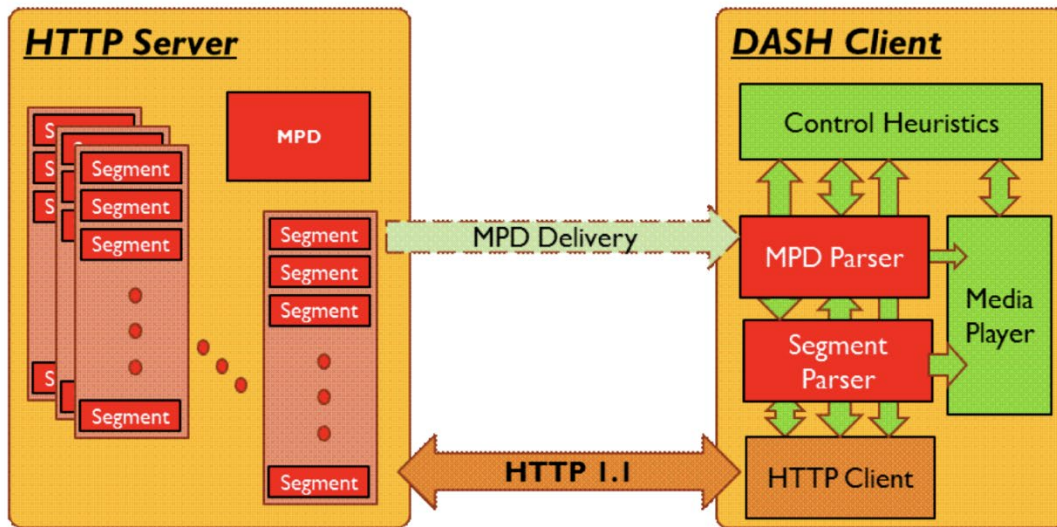 HTTP Server
MPD
Segment
Segment
Segment
Segment
Segment
Segment
Segment
Segment
MPD Delivery
HTTP 1.1
DASH Client
Control Heuristics
MPD Parser
Segment
Parser
Media
Player
HTTP Client